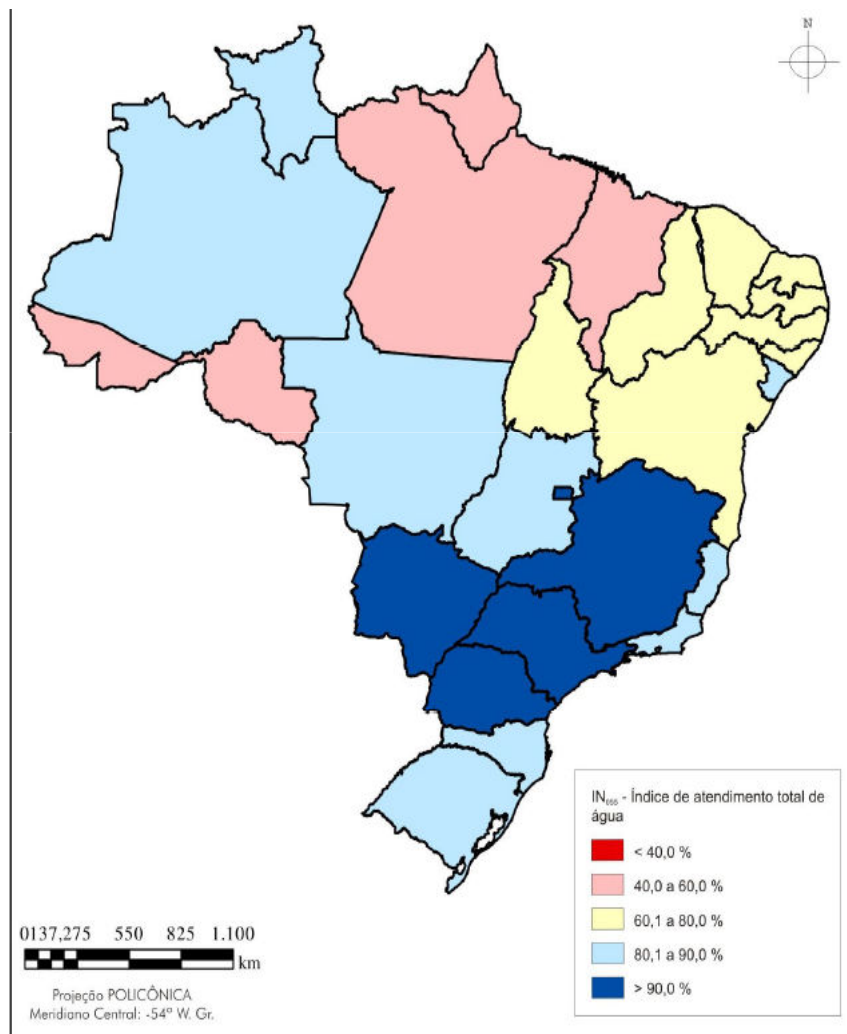 N
IN₀₅₅ - Índice de atendimento total de
água
< 40,0 %
40,0 a 60,0 %
60,1 a 80,0 %
80,1 a 90,0 %
> 90,0 %
0137,275 550 825 1.100
km
Projeção POLICÔNICA
Meridiano Central: -54º W. Gr.